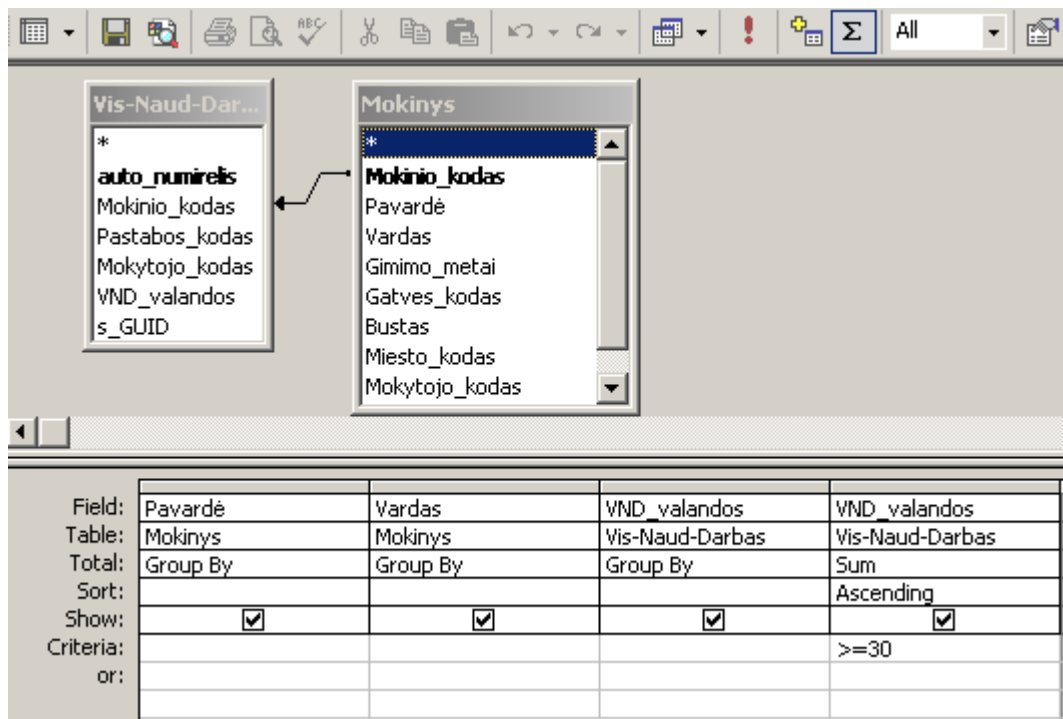 ABC
All
Vis-Naud-Dar...
*
auto_numirelis
Mokinio_kodas
Pastabos_kodas
Mokytojo_kodas
VND_valandos
s_GUID
Mokinys
*
Mokinio_kodas
Pavardė
Vardas
Gimimo_metai
Gatves_kodas
Bustas
Miesto_kodas
Mokytojo_kodas
Field: Pavardė Vardas VND_valandos VND_valandos
Table: Mokinys Mokinys Vis-Naud-Darbas Vis-Naud-Darbas
Total: Group By Group By Group By Sum
Sort: Ascending
Show:
Criteria: >=30
or: